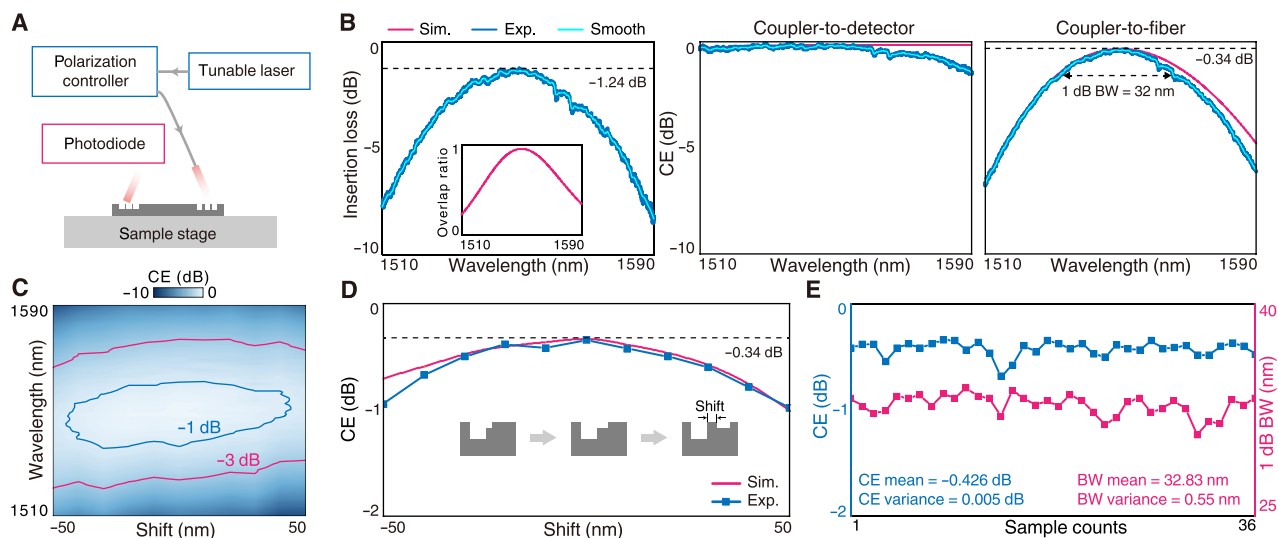 A
Polarization
controller
Tunable laser
Photodiode
Sample stage
B
Sim.
Exp.
Smooth
Insertion loss (dB)
0
−5
−10
−1.24 dB
Overlap ratio
1
0
1510
1590
1510
Wavelength (nm)
1590
Coupler-to-detector
CE (dB)
0
−5
−10
1510
Wavelength (nm)
1590
Coupler-to-fiber
−0.34 dB
1 dB BW = 32 nm
0
−5
−10
1510
Wavelength (nm)
1590
C
CE (dB)
−10
0
1590
Wavelength (nm)
1510
−1 dB
−3 dB
−50
Shift (nm)
50
D
0
CE (dB)
−1
−2
−0.34 dB
Shift
Sim.
Exp.
−50
Shift (nm)
50
E
0
CE (dB)
−1
−2
40
1 dB BW (nm)
25
CE mean = −0.426 dB
CE variance = 0.005 dB
BW mean = 32.83 nm
BW variance = 0.55 nm
1
Sample counts
36